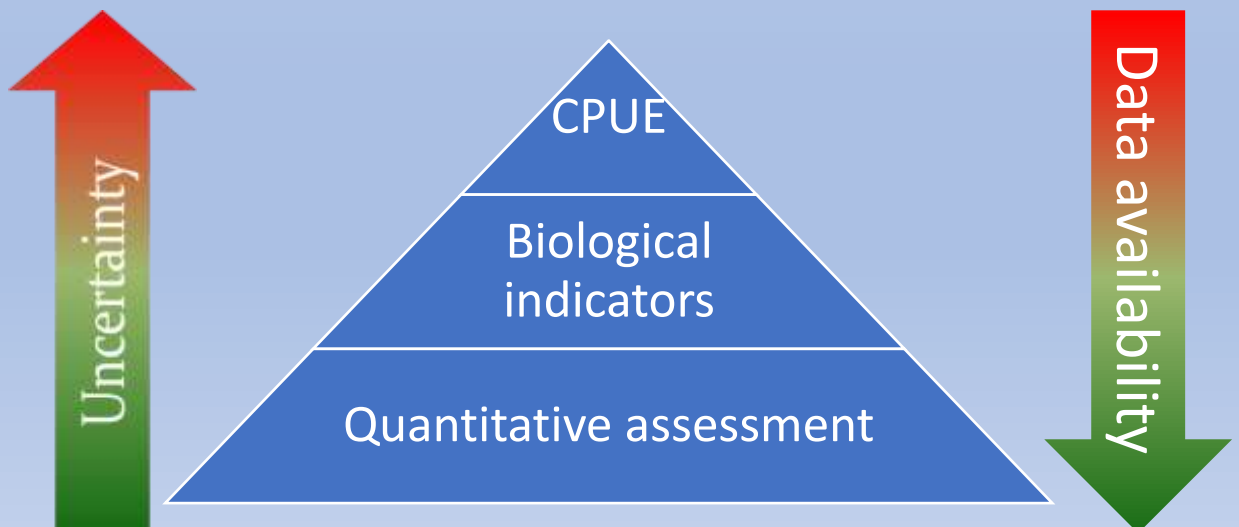 Uncertainty
CPUE
Biological
indicators
Quantitative assessment
Data availability